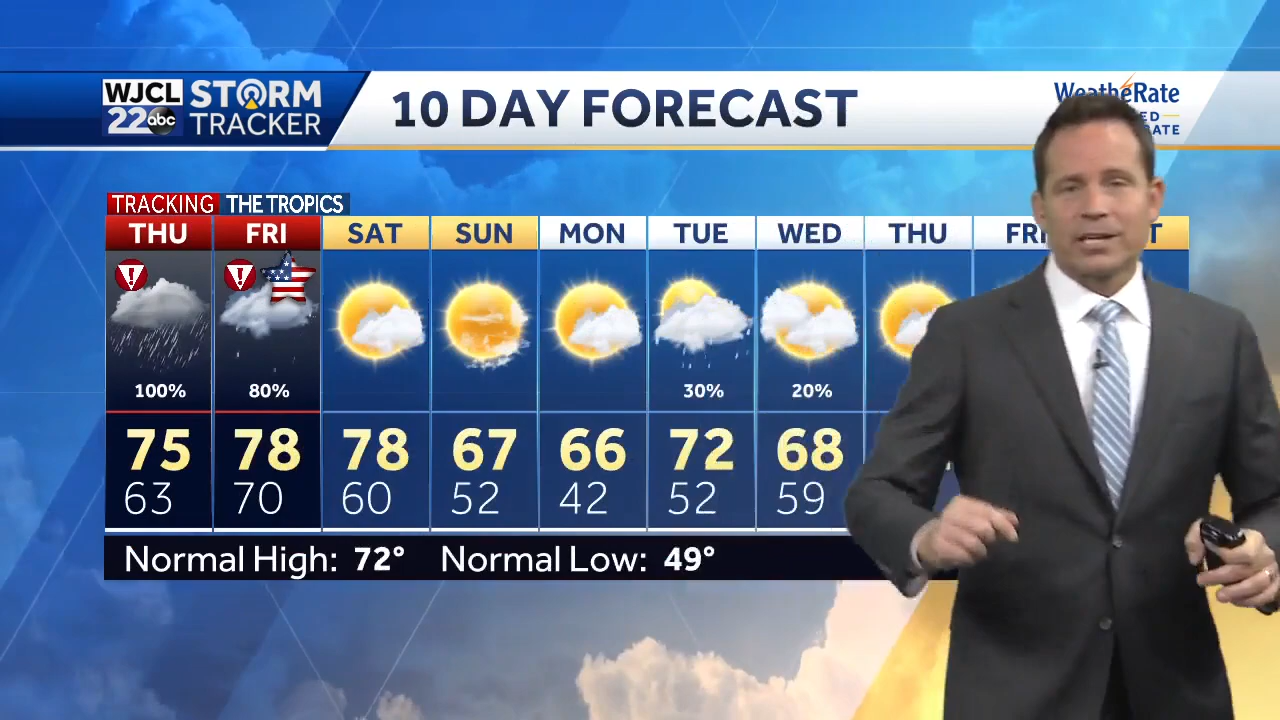 WJCL
22 abc
STORM
TRACKER
10 DAY FORECAST
WeatheRate
TRACKING THE TROPICS
THU FRI SAT SUN MON TUE WED THU
! !
100% 80% 30% 20%
75 78 78 67 66 72 68
63 70 60 52 42 52 59
Normal High: 72° Normal Low: 49°